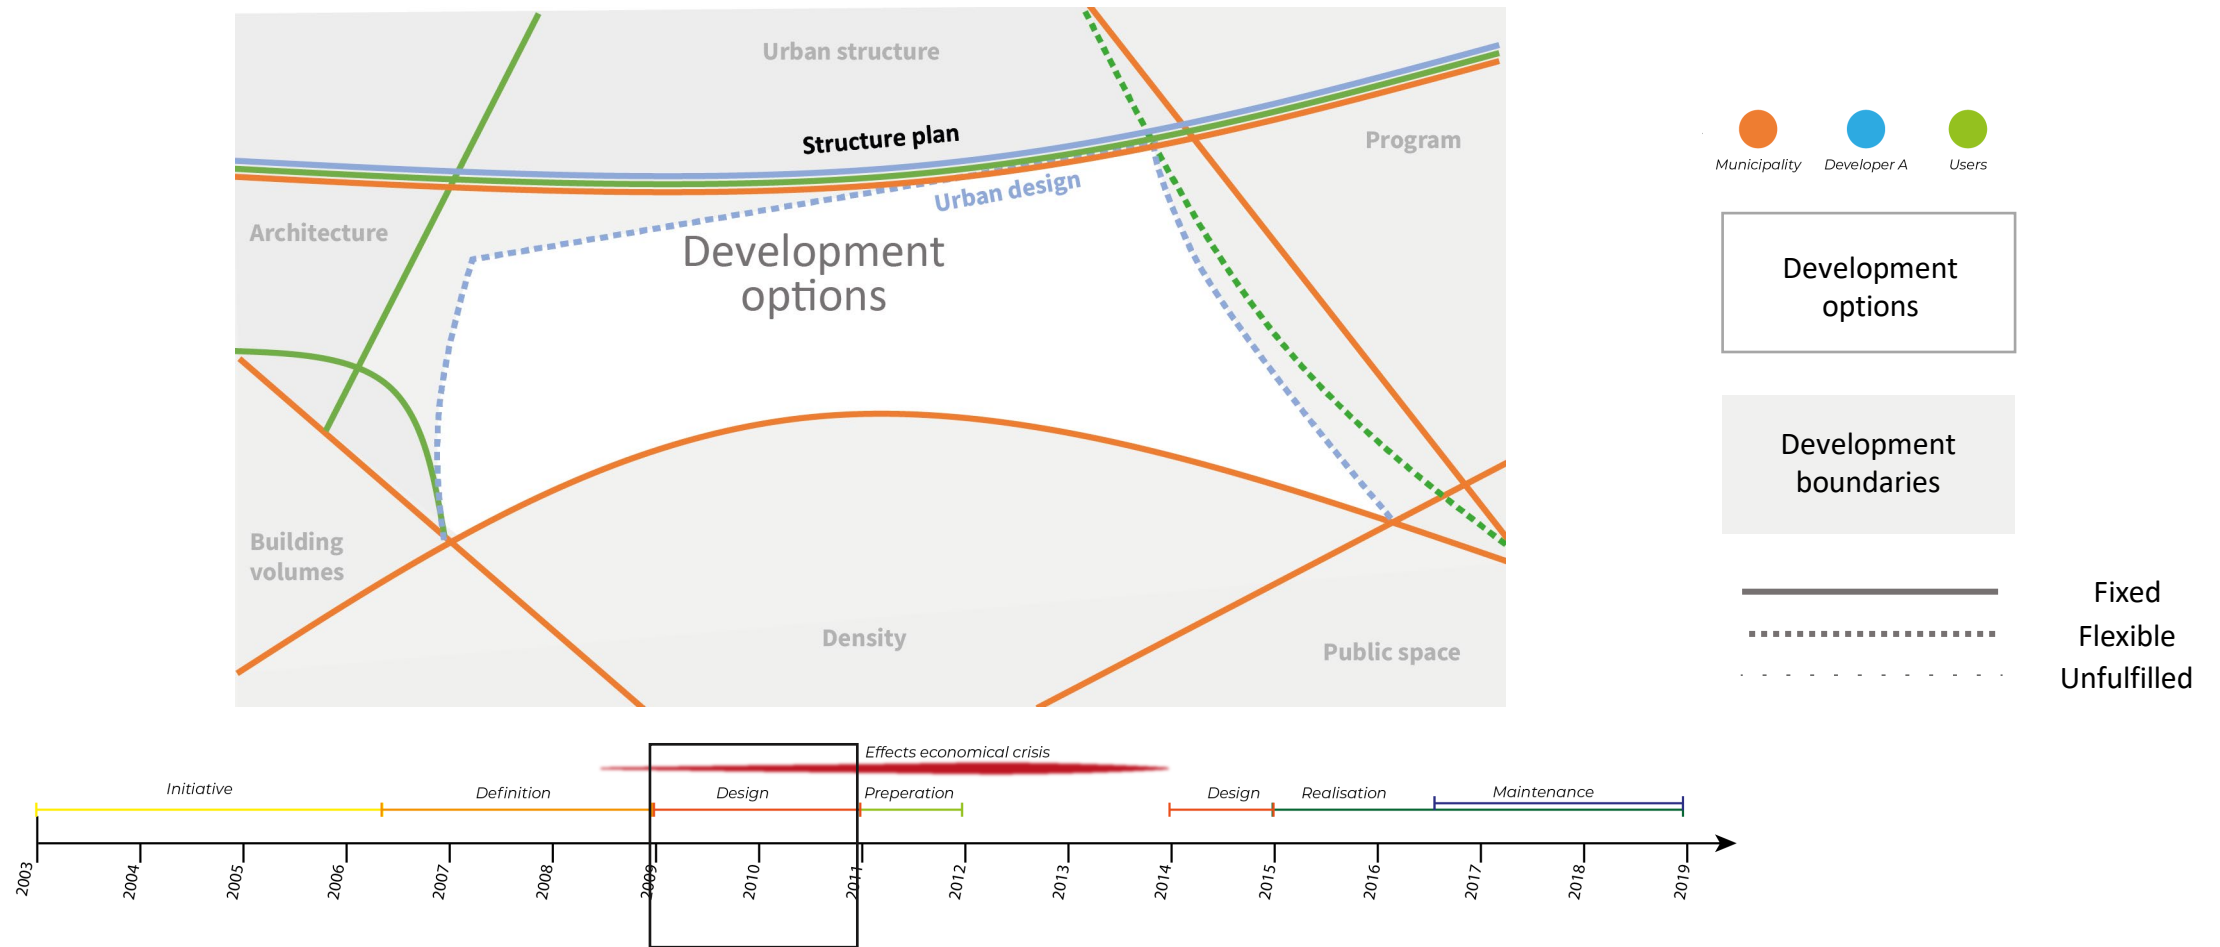 Urban structure
Structure plan
Program
Urban design
Architecture
Development
options
Building
volumes
Density
Public space
Municipality
Developer A
Users
Development
options
Development
boundaries
Fixed
Flexible
Unfulfilled
Effects economical crisis
Initiative
Definition
Design
Preperation
Design
Realisation
Maintenance
2003
2004
2005
2006
2007
2008
2009
2010
2011
2012
2013
2014
2015
2016
2017
2018
2019